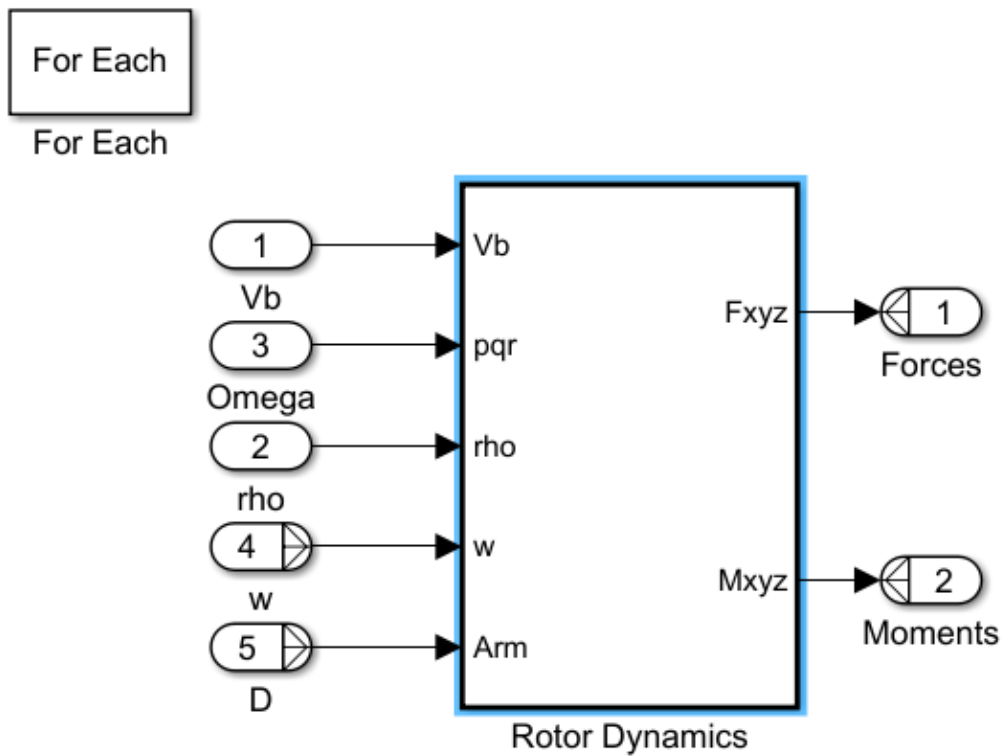 For Each
For Each
1
Vb
Vb
3
pqr
Omega
2
rho
rho
4
w
w
5
Arm
D
Fxyz
1
Forces
Mxyz
2
Moments
Rotor Dynamics